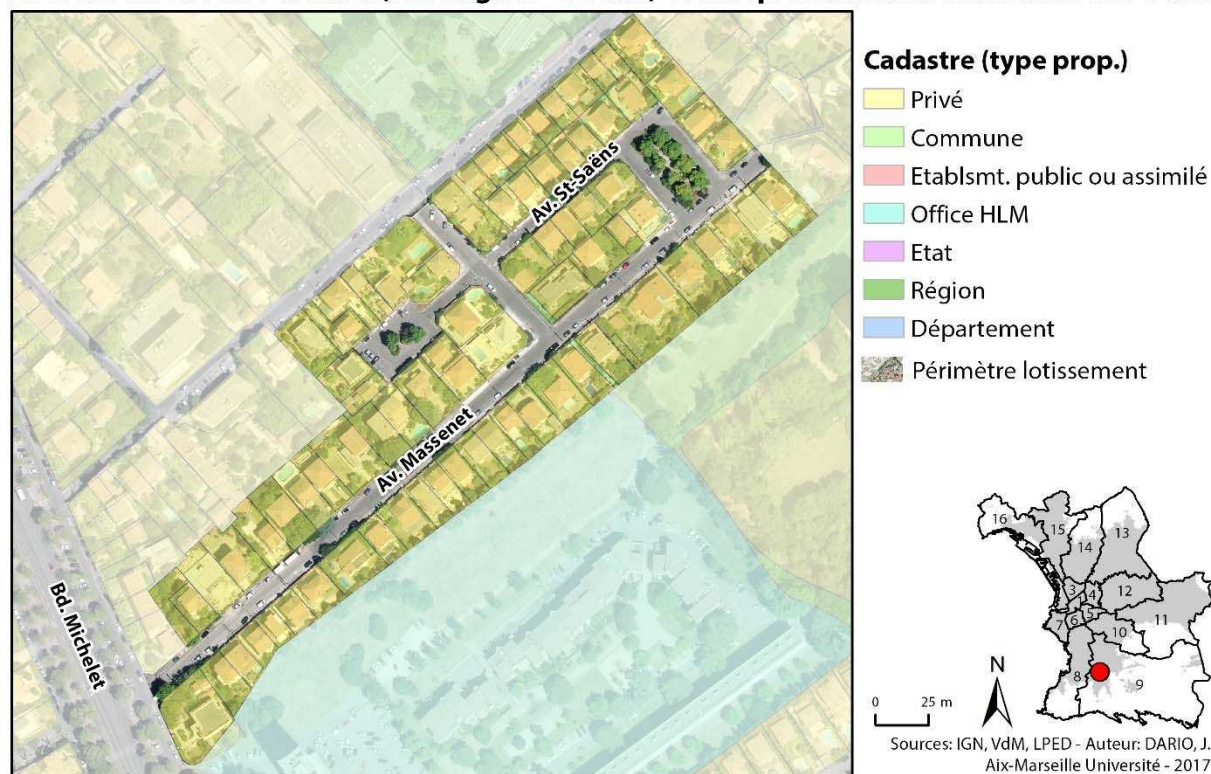 Cadastre (type prop.)
Privé
Commune
Etablsmt. public ou assimilé
Office HLM
Etat
Région
Département
Périmètre lotissement
Av. St-Saëns
Av. Massenet
Bd. Michelet
16
15
14
13
3
1
4
12
5
7
6
11
10
8
9
N
0 25 m
Sources: IGN, VdM, LPED - Auteur: DARIO, J.
Aix-Marseille Université - 2017